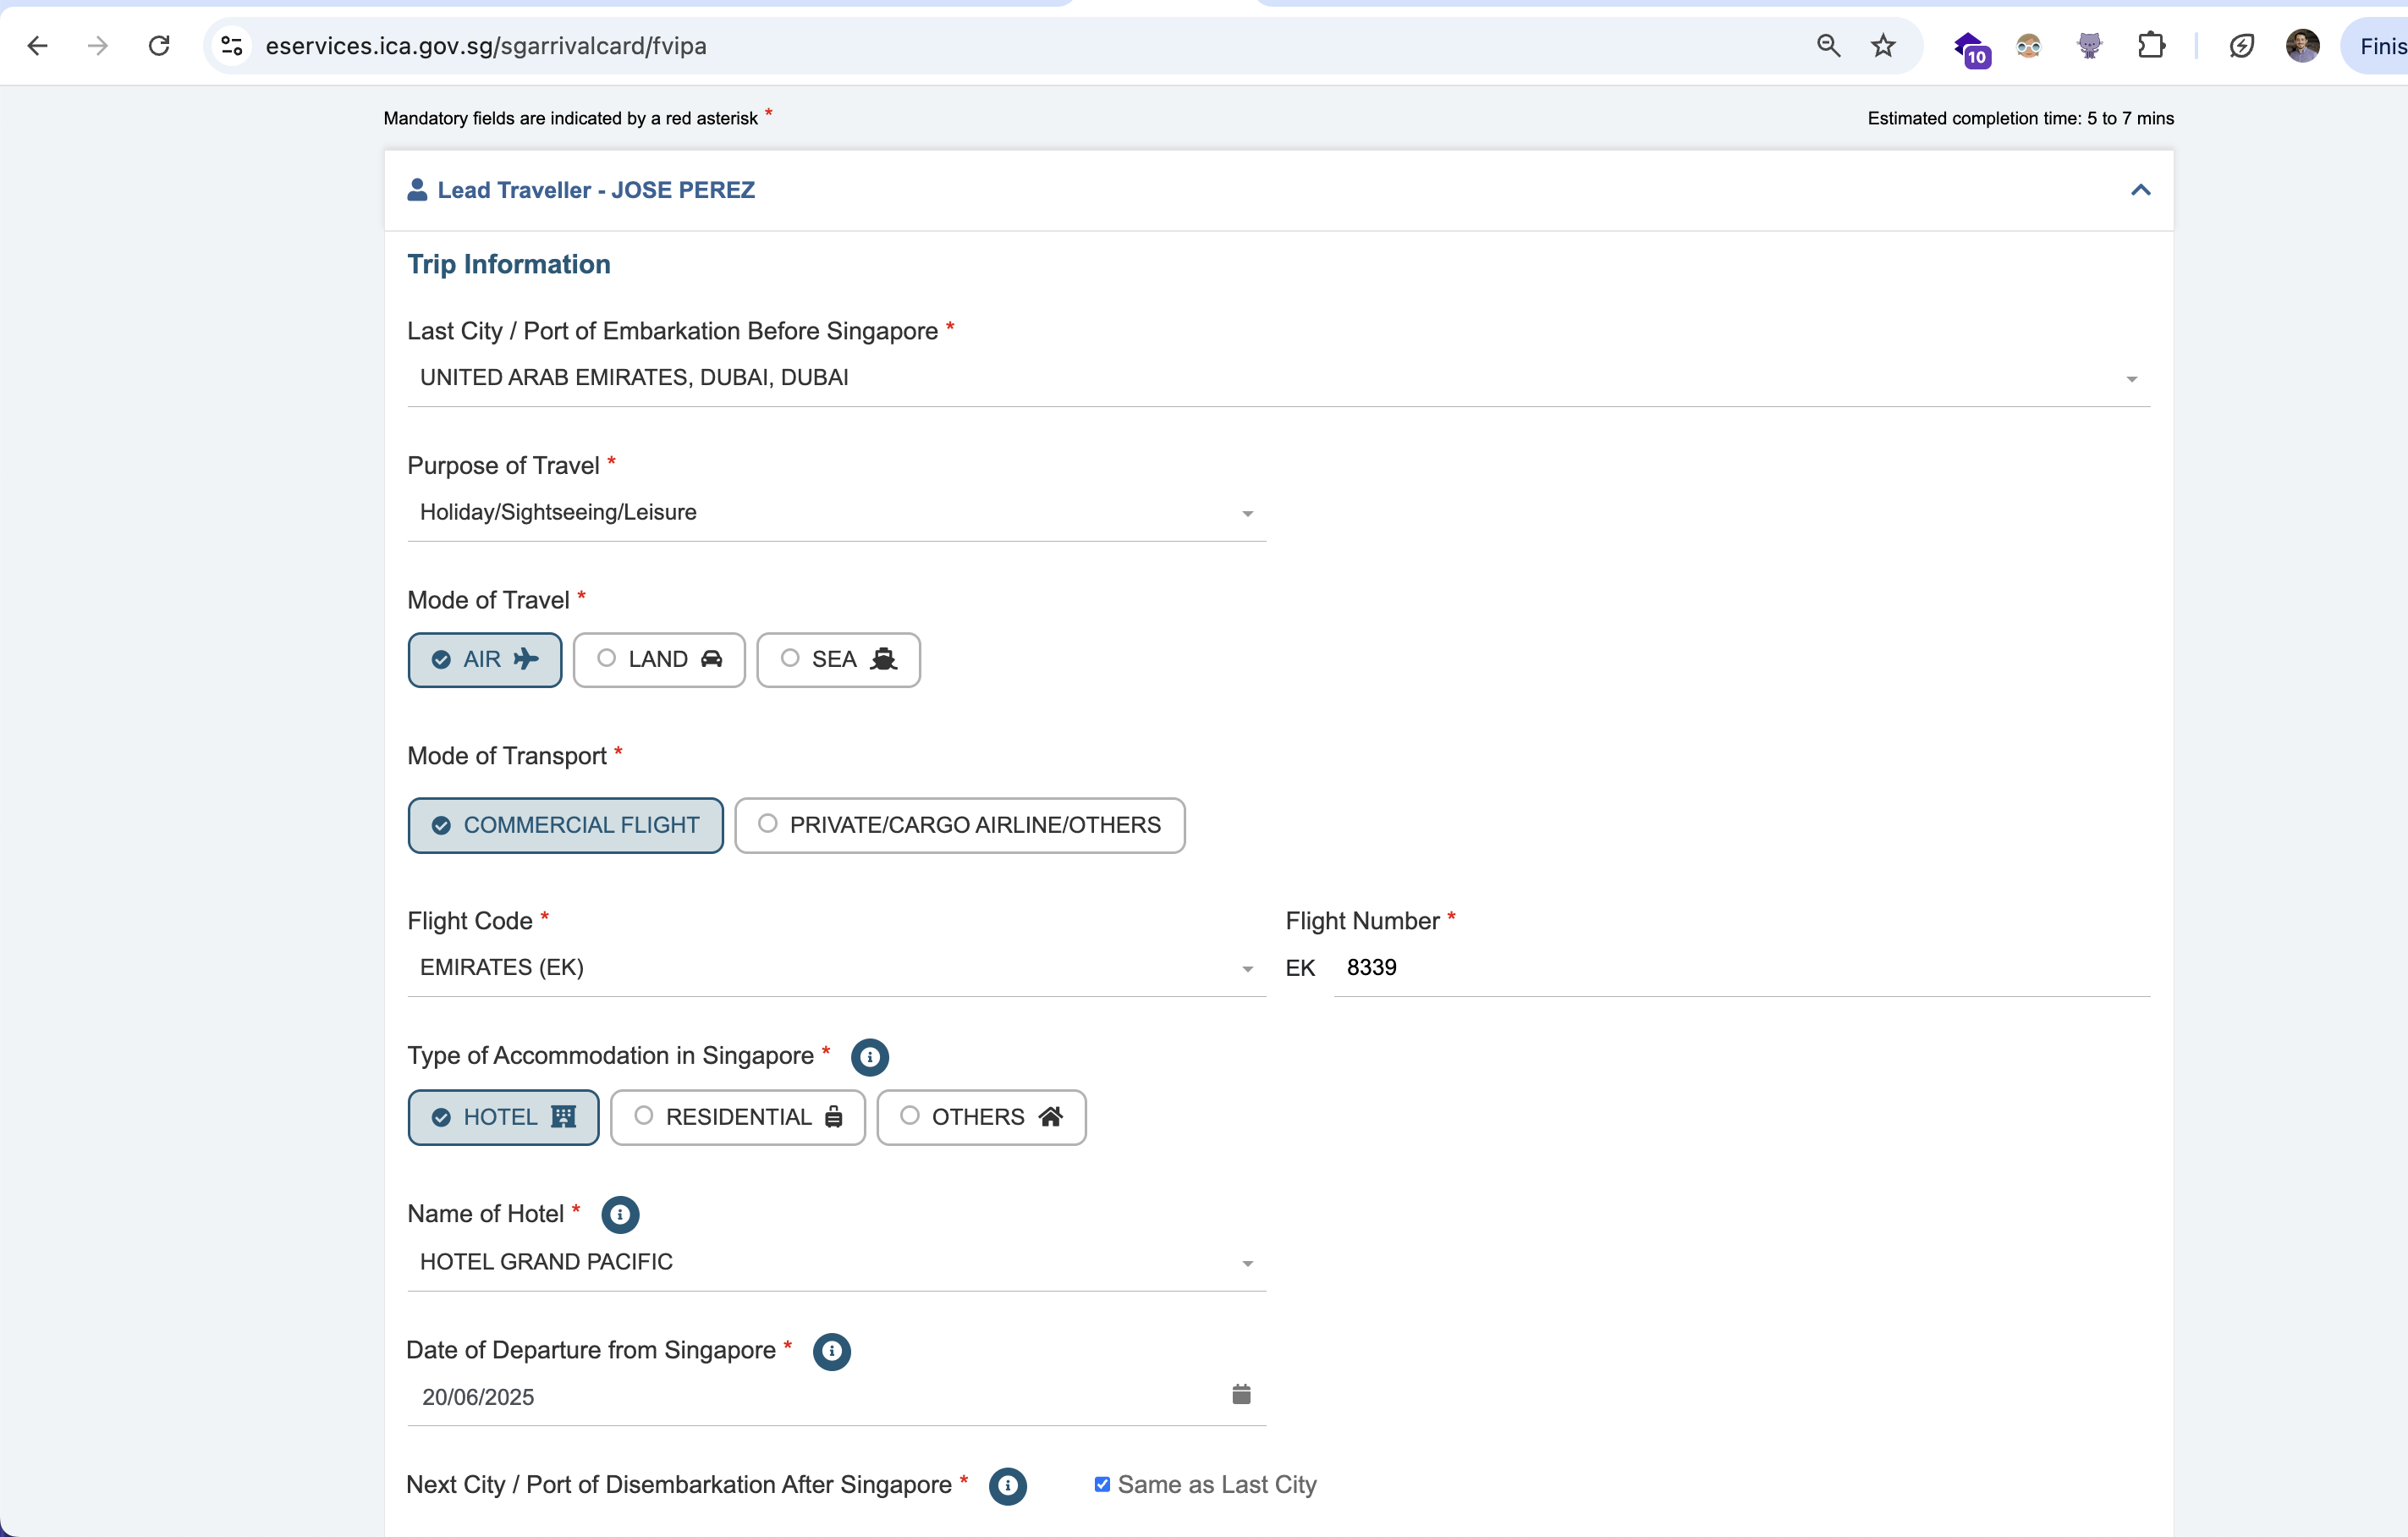 eservices.ica.gov.sg/sgarrivalcard/fvipa
10
Finis
Mandatory fields are indicated by a red asterisk *
Estimated completion time: 5 to 7 mins
Lead Traveller - JOSE PEREZ
Trip Information
Last City / Port of Embarkation Before Singapore *
UNITED ARAB EMIRATES, DUBAI, DUBAI
Purpose of Travel *
Holiday/Sightseeing/Leisure
Mode of Travel *
AIR
LAND
SEA
Mode of Transport *
COMMERCIAL FLIGHT
PRIVATE/CARGO AIRLINE/OTHERS
Flight Code *
Flight Number *
EMIRATES (EK)
EK 8339
Type of Accommodation in Singapore *
HOTEL
RESIDENTIAL
OTHERS
Name of Hotel *
HOTEL GRAND PACIFIC
Date of Departure from Singapore *
20/06/2025
Next City / Port of Disembarkation After Singapore *
Same as Last City